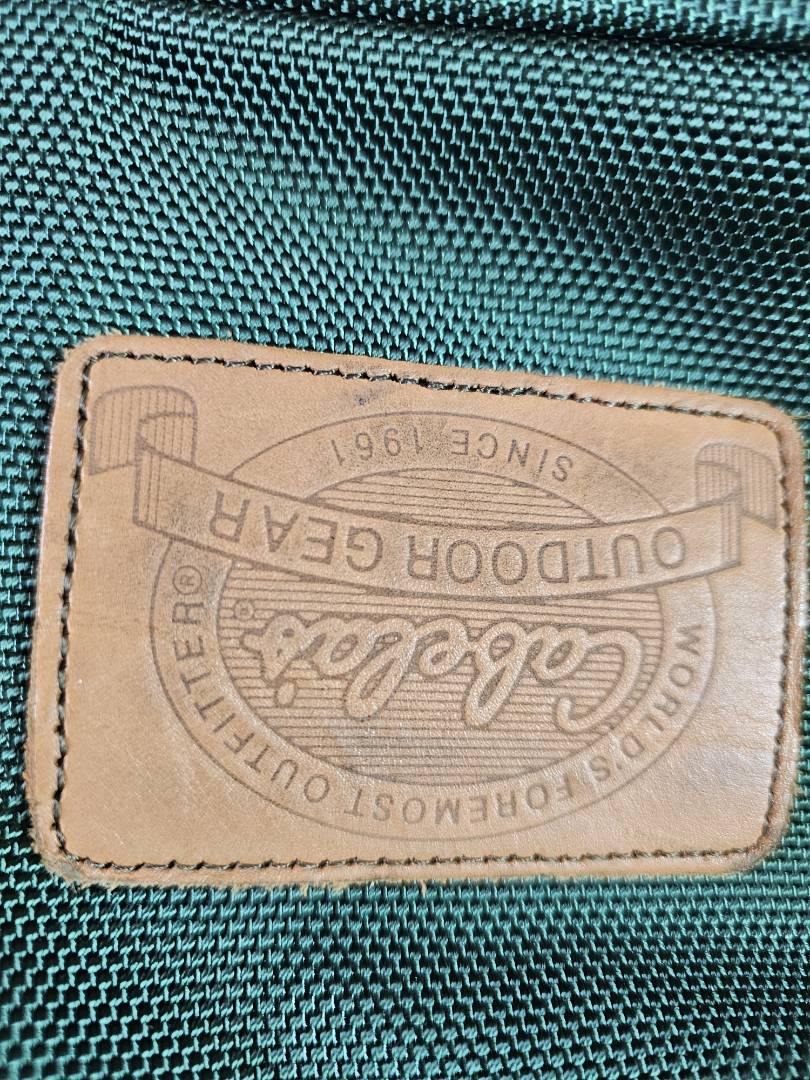 WORLD'S FOREMOST OUTFITTER®
Cabela's®
OUTDOOR GEAR
SINCE 1961